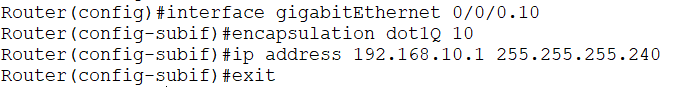 Router(config)#interface gigabitEthernet 0/0/0.10
Router(config-subif)#encapsulation dot1Q 10
Router(config-subif)#ip address 192.168.10.1 255.255.255.240
Router(config-subif)#exit